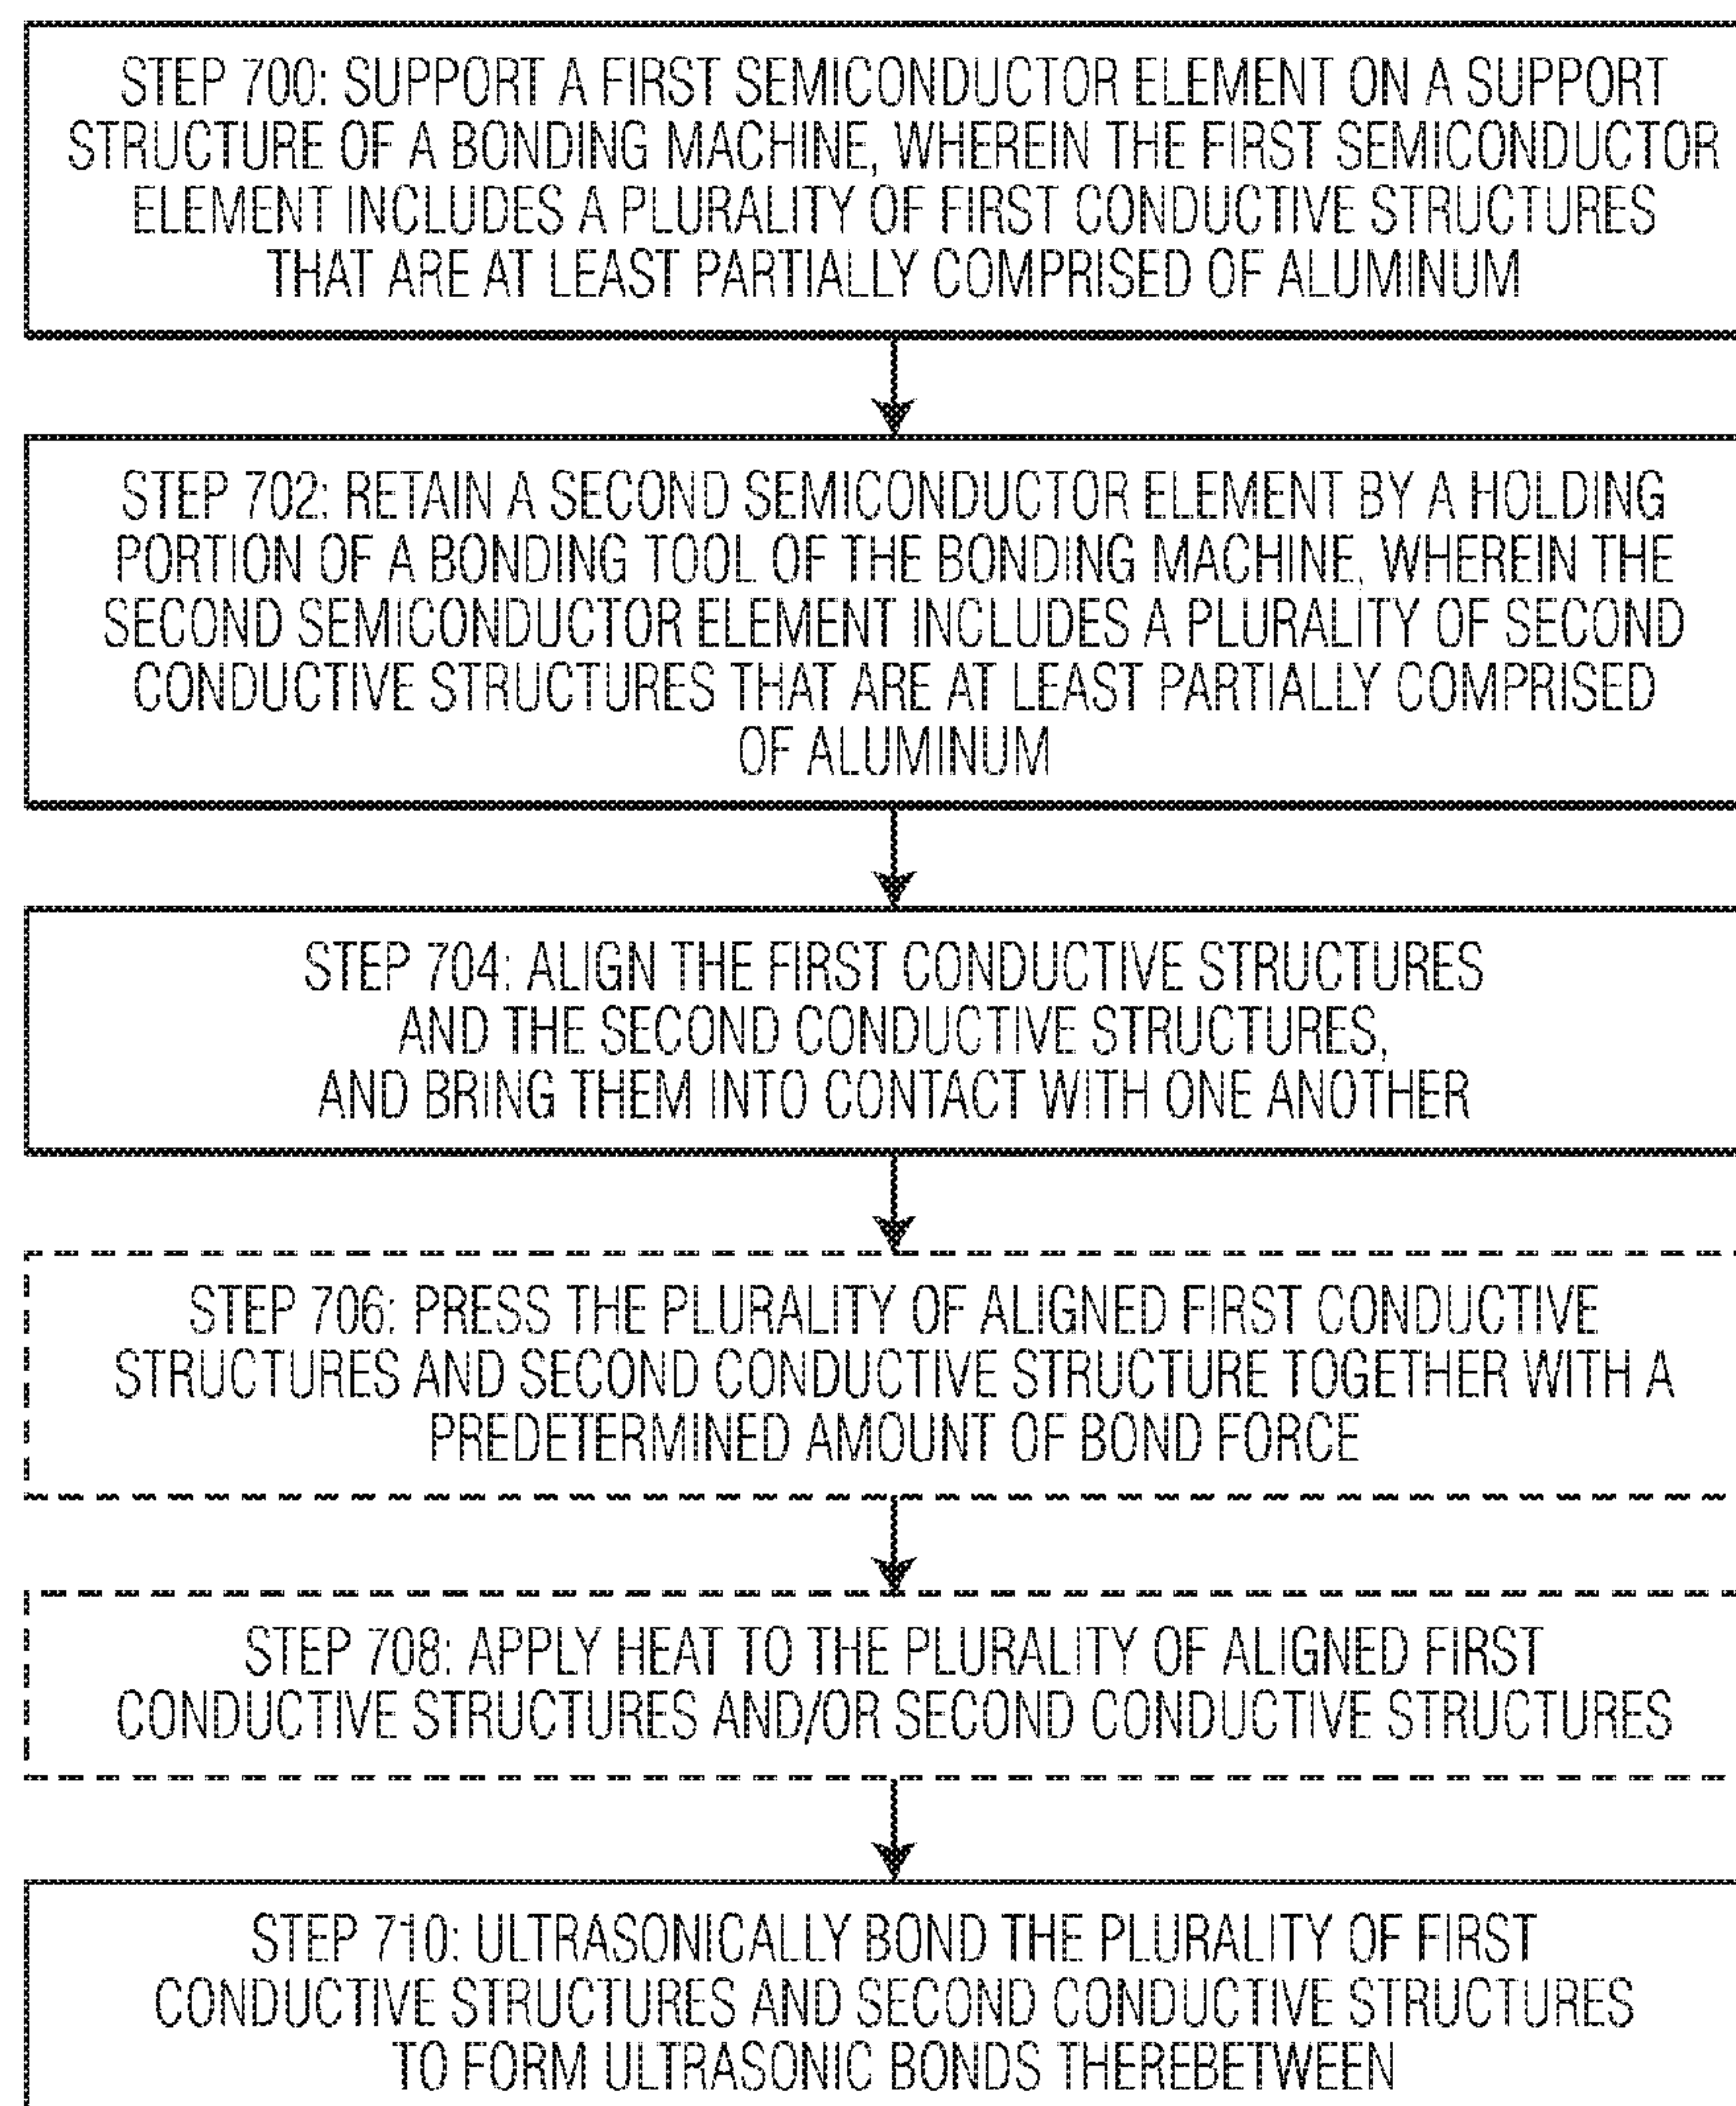 STEP 700: SUPPORT A FIRST SEMICONDUCTOR ELEMENT ON A SUPPORT
STRUCTURE OF A BONDING MACHINE, WHEREIN THE FIRST SEMICONDUCTOR
ELEMENT INCLUDES A PLURALITY OF FIRST CONDUCTIVE STRUCTURES
THAT ARE AT LEAST PARTIALLY COMPRISED OF ALUMINUM
STEP 702: RETAIN A SECOND SEMICONDUCTOR ELEMENT BY A HOLDING
PORTION OF A BONDING TOOL OF THE BONDING MACHINE, WHEREIN THE
SECOND SEMICONDUCTOR ELEMENT INCLUDES A PLURALITY OF SECOND
CONDUCTIVE STRUCTURES THAT ARE AT LEAST PARTIALLY COMPRISED
OF ALUMINUM
STEP 704: ALIGN THE FIRST CONDUCTIVE STRUCTURES
AND THE SECOND CONDUCTIVE STRUCTURES,
AND BRING THEM INTO CONTACT WITH ONE ANOTHER
STEP 706: PRESS THE PLURALITY OF ALIGNED FIRST CONDUCTIVE
STRUCTURES AND SECOND CONDUCTIVE STRUCTURE TOGETHER WITH A
PREDETERMINED AMOUNT OF BOND FORCE
STEP 708: APPLY HEAT TO THE PLURALITY OF ALIGNED FIRST
CONDUCTIVE STRUCTURES AND/OR SECOND CONDUCTIVE STRUCTURES
STEP 710: ULTRASONICALLY BOND THE PLURALITY OF FIRST
CONDUCTIVE STRUCTURES AND SECOND CONDUCTIVE STRUCTURES
TO FORM ULTRASONIC BONDS THEREBETWEEN